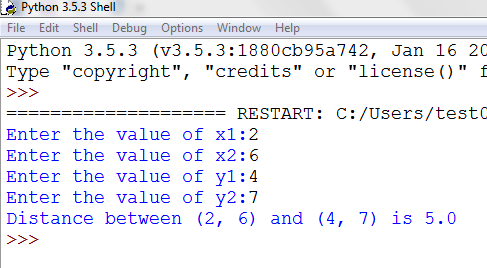 Python 3.5.3 Shell
File Edit Shell Debug Options Window Help
Python 3.5.3 (v3.5.3:1880cb95a742, Jan 16 20
Type "copyright", "credits" or "license()" f
>>>
==================== RESTART: C:/Users/test0
Enter the value of x1:2
Enter the value of x2:6
Enter the value of y1:4
Enter the value of y2:7
Distance between (2, 6) and (4, 7) is 5.0
>>>